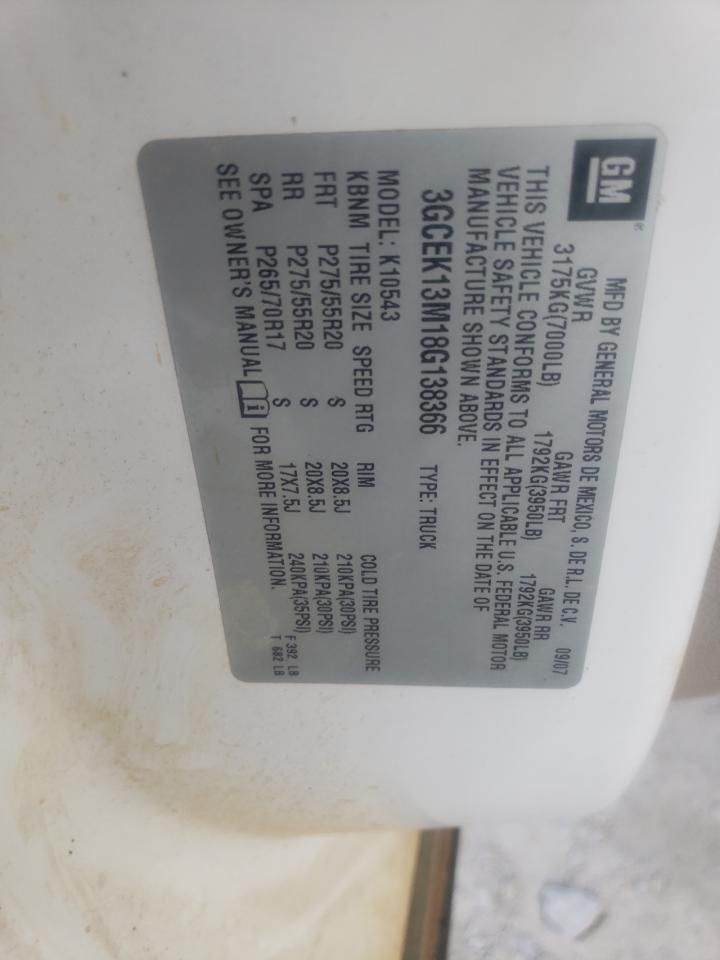 GM
MFD BY GENERAL MOTORS DE MEXICO, S. DE R.L. DE C.V. 09/07
GVWR GAWR FRT GAWR RR
3175KG(7000LB) 1792KG(3950LB) 1792KG(3950LB)
THIS VEHICLE CONFORMS TO ALL APPLICABLE U.S. FEDERAL MOTOR
VEHICLE SAFETY STANDARDS IN EFFECT ON THE DATE OF
MANUFACTURE SHOWN ABOVE.
3GCEK13M18G138366 TYPE: TRUCK
MODEL: K10543
KBNM TIRE SIZE SPEED RTG RIM COLD TIRE PRESSURE
FRT P275/55R20 S 20X8.5J 210KPA(30PSI)
RR P275/55R20 S 20X8.5J 210KPA(30PSI)
SPA P265/70R17 S 17X7.5J 240KPA(35PSI) F 392 LB
SEE OWNER'S MANUAL FOR MORE INFORMATION. T 682 LB